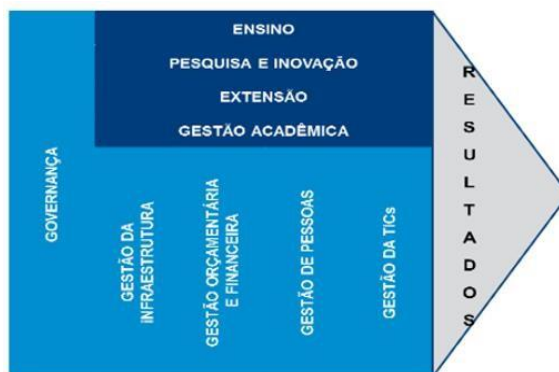 ENSINO
PESQUISA E INOVAÇÃO
EXTENSÃO
GESTÃO ACADÊMICA
GOVERNANÇA
GESTÃO DA
INFRAESTRUTURA
GESTÃO ORÇAMENTÁRIA
E FINANCEIRA
GESTÃO DE PESSOAS
GESTÃO DA TICs
RESULTADOS